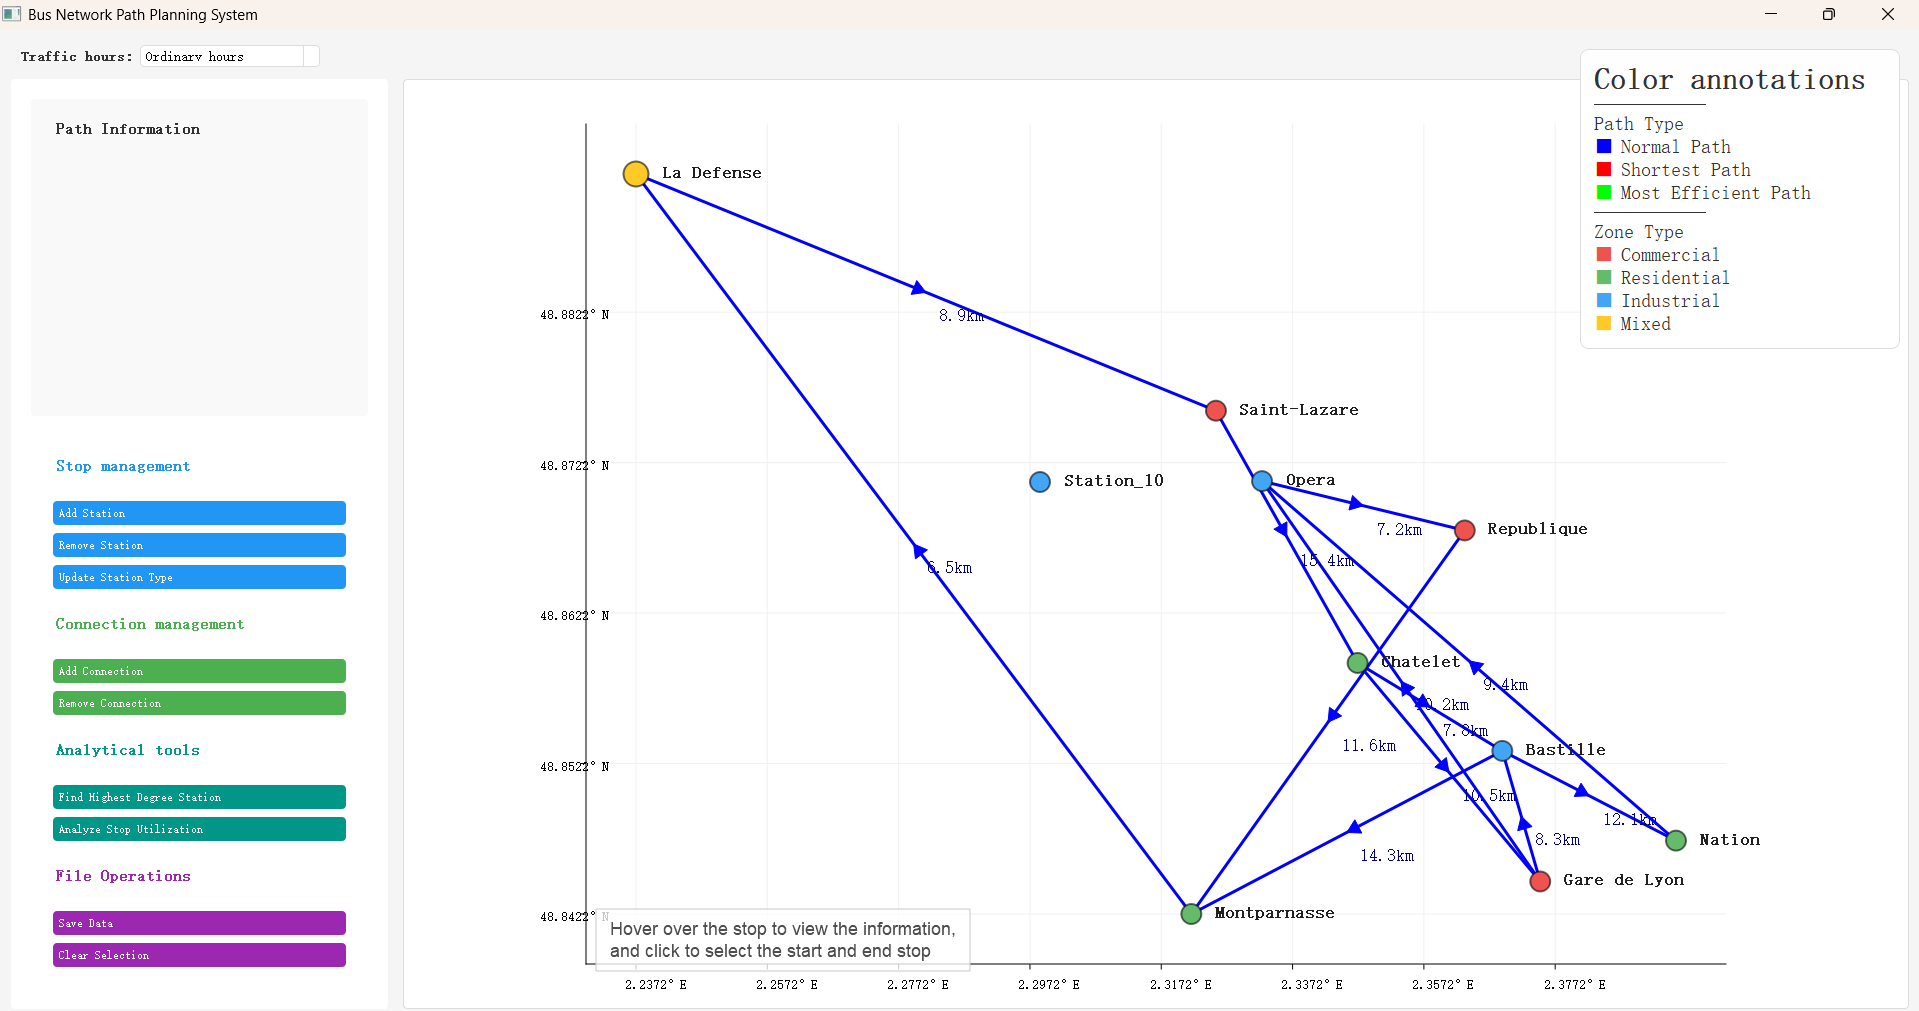 Bus Network Path Planning System
Traffic hours:
Ordinary hours
Path Information
Stop management
Add Station
Remove Station
Update Station Type
Connection management
Add Connection
Remove Connection
Analytical tools
Find Highest Degree Station
Analyze Stop Utilization
File Operations
Save Data
Clear Selection
Color annotations
Path Type
Normal Path
Shortest Path
Most Efficient Path
Zone Type
Commercial
Residential
Industrial
Mixed
La Defense
8.9km
48.8822° N
Saint-Lazare
48.8722° N
Station_10
Opera
7.2km
Republique
15.4km
6.5km
48.8622° N
Chatelet
9.4km
10.2km
7.8km
11.6km
Bastille
48.8522° N
10.5km
12.1km
8.3km
Nation
14.3km
Gare de Lyon
Montparnasse
48.8422° N
Hover over the stop to view the information,
and click to select the start and end stop
2.2372° E
2.2572° E
2.2772° E
2.2972° E
2.3172° E
2.3372° E
2.3572° E
2.3772° E